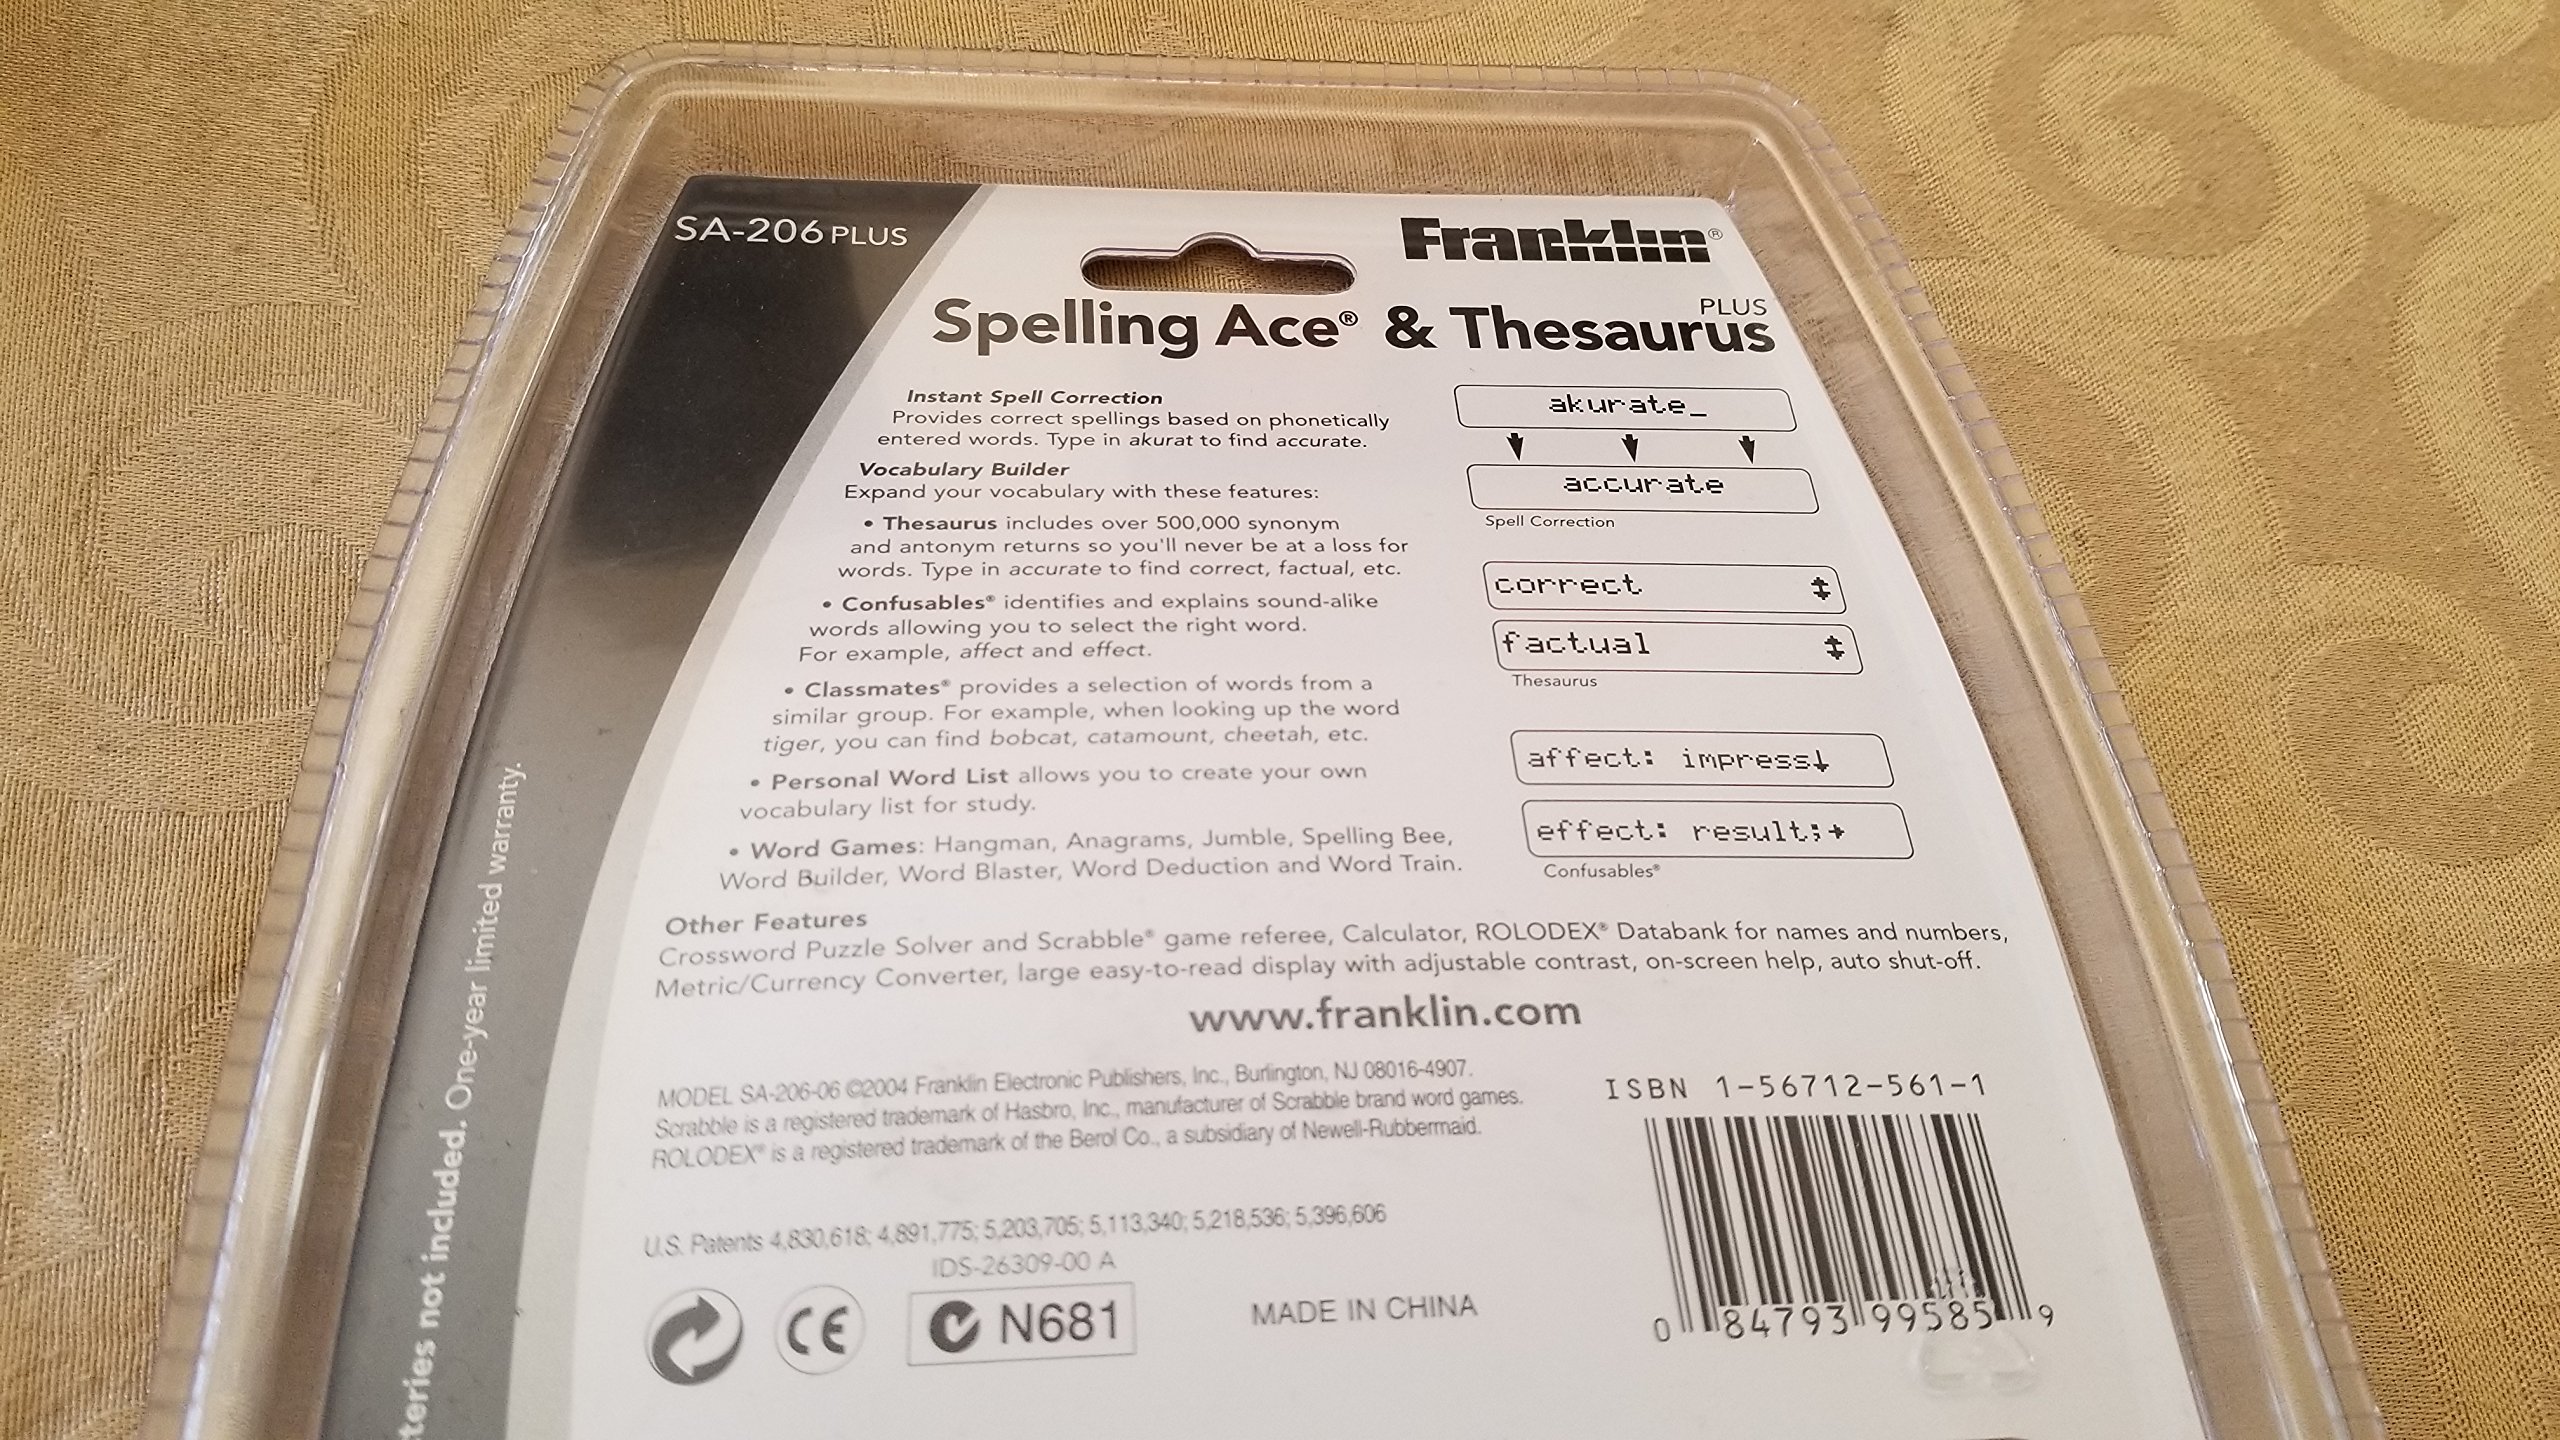 SA-206 PLUS
Franklin®
Spelling Ace® & Thesaurus PLUS
Instant Spell Correction
Provides correct spellings based on phonetically
entered words. Type in akurat to find accurate.
Vocabulary Builder
Expand your vocabulary with these features:
• Thesaurus includes over 500,000 synonym
and antonym returns so you'll never be at a loss for
words. Type in accurate to find correct, factual, etc.
• Confusables® identifies and explains sound-alike
words allowing you to select the right word.
For example, affect and effect.
• Classmates® provides a selection of words from a
similar group. For example, when looking up the word
tiger, you can find bobcat, catamount, cheetah, etc.
• Personal Word List allows you to create your own
vocabulary list for study.
• Word Games: Hangman, Anagrams, Jumble, Spelling Bee,
Word Builder, Word Blaster, Word Deduction and Word Train.
akurate_
accurate
Spell Correction
correct
factual
Thesaurus
affect: impress↓
effect: result;→
Confusables®
Other Features
Crossword Puzzle Solver and Scrabble® game referee, Calculator, ROLODEX® Databank for names and numbers,
Metric/Currency Converter, large easy-to-read display with adjustable contrast, on-screen help, auto shut-off.
www.franklin.com
MODEL SA-206-06 ©2004 Franklin Electronic Publishers, Inc., Burlington, NJ 08016-4907.
Scrabble is a registered trademark of Hasbro, Inc., manufacturer of Scrabble brand word games.
ROLODEX® is a registered trademark of the Berol Co., a subsidiary of Newell-Rubbermaid.
U.S. Patents 4,830,618; 4,891,775; 5,203,705; 5,113,340; 5,218,536; 5,396,606
IDS-26309-00 A
CE
N681
MADE IN CHINA
ISBN 1-56712-561-1
0 84793 99585 9
teries not included. One-year limited warranty.